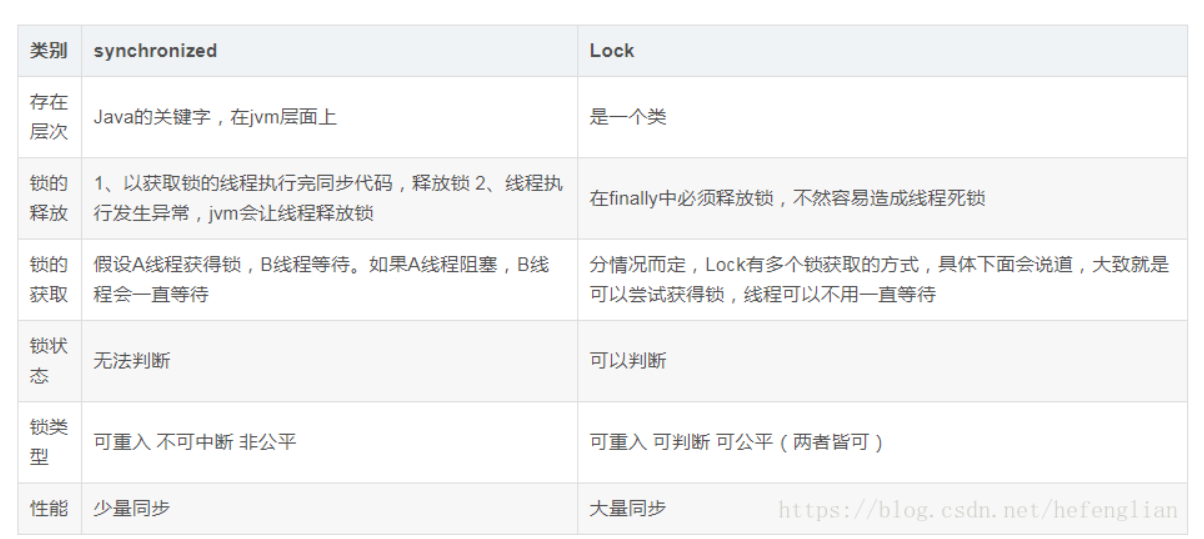 类别 synchronized Lock
存在
层次
Java的关键字，在jvm层面上
是一个类
锁的
释放
1、以获取锁的线程执行完同步代码，释放锁 2、线程执
行发生异常，jvm会让线程释放锁
在finally中必须释放锁，不然容易造成线程死锁
锁的
获取
假设A线程获得锁，B线程等待。如果A线程阻塞，B线
程会一直等待
分情况而定，Lock有多个锁获取的方式，具体下面会说道，大致就是
可以尝试获得锁，线程可以不用一直等待
锁状
态
无法判断
可以判断
锁类
型
可重入 不可中断 非公平
可重入 可判断 可公平（两者皆可）
性能 少量同步 大量同步
https://blog.csdn.net/hefenglian